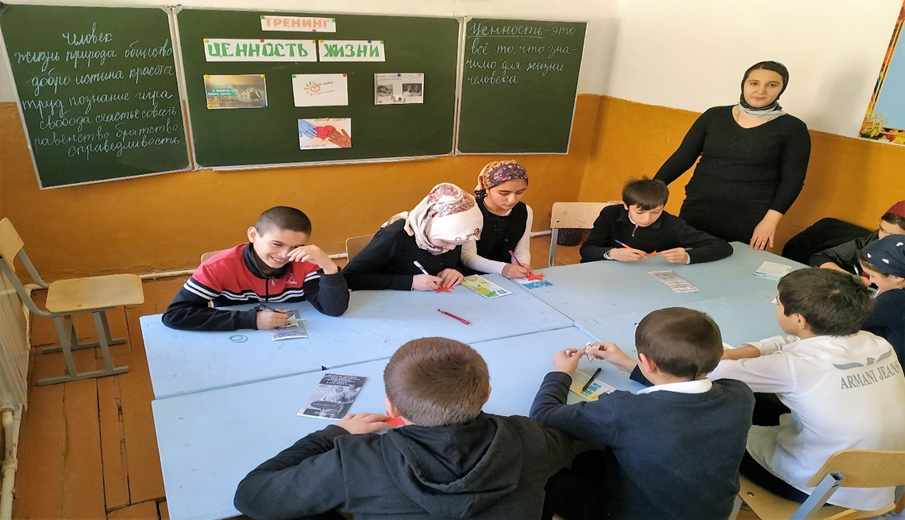 Человек
жизнь природа общество
добро истина красота
труд познание игра
свобода счастье совесть
равенство братство
справедливость
ТРЕНИНГ
ЦЕННОСТЬ ЖИЗНИ
Ценность - это
всё то, что зна-
чимо для жизни
человека
ARMANI JEANS